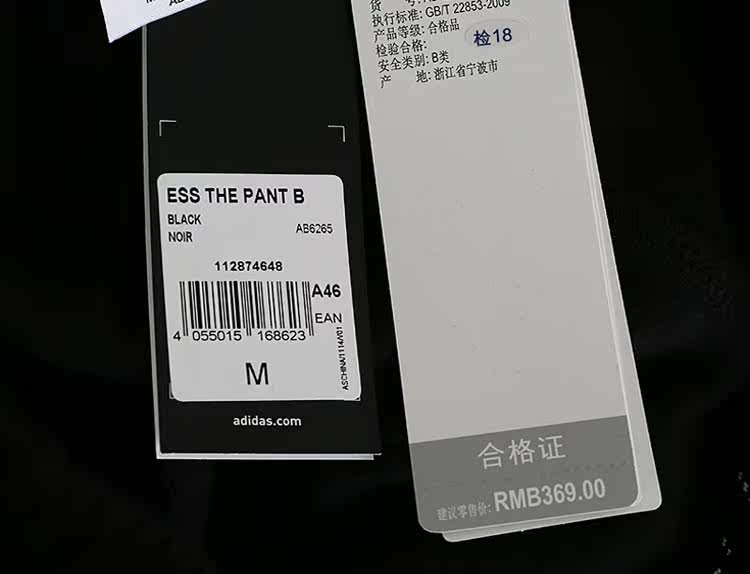 ESS THE PANT B
BLACK
NOIR
AB6265
112874648
A46
EAN
4 055015 168623
ASCHINA/1114/V01
M
adidas.com
执行标准: GB/T 22853-2009
产品等级: 合格品
检验合格:
检18
安全类别: B类
产 地: 浙江省宁波市
合格证
建议零售价: RMB369.00